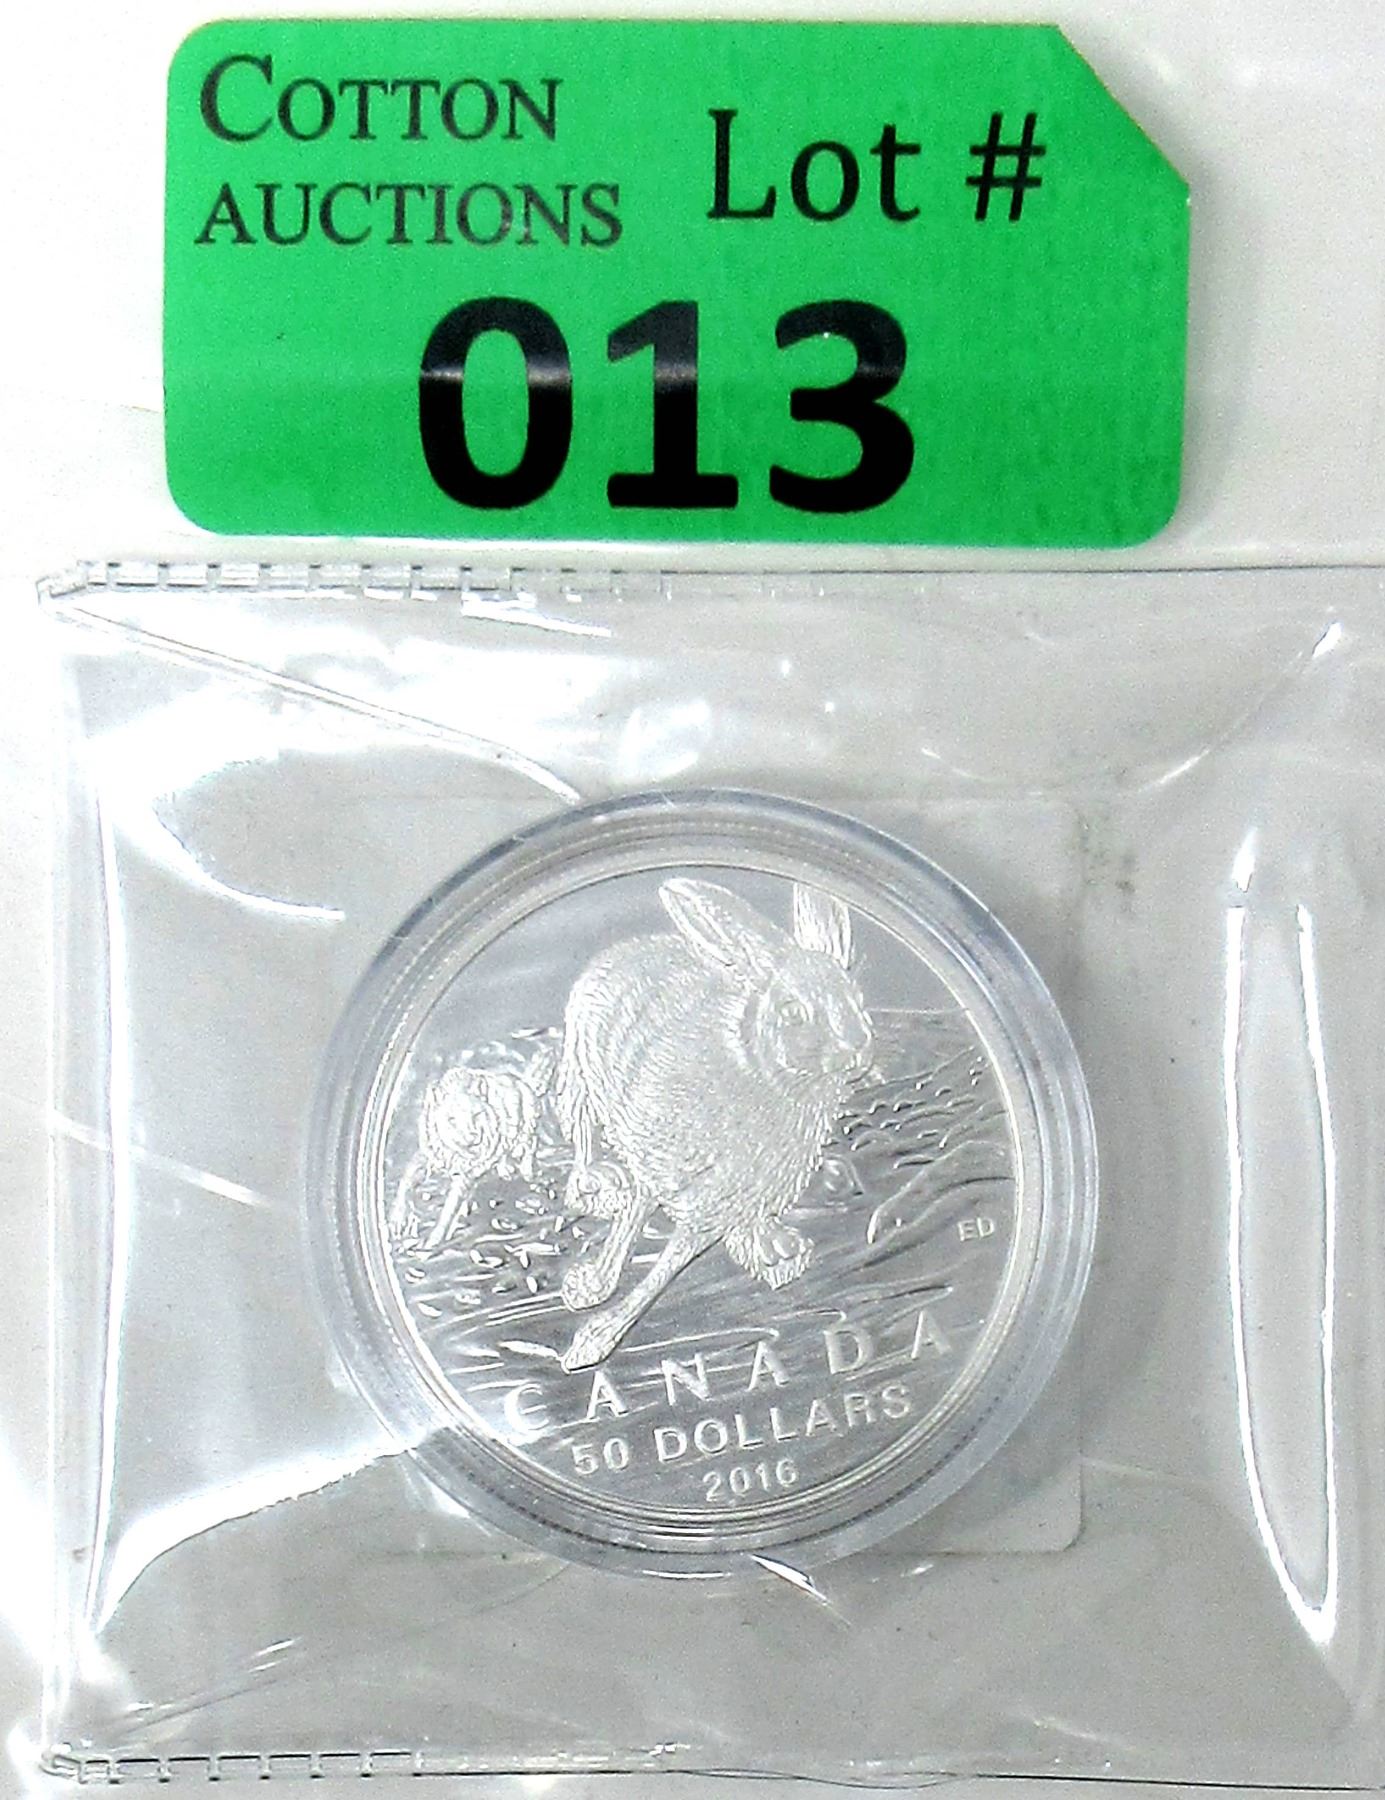 COTTON
AUCTIONS
Lot #
013
ED
CANADA
50 DOLLARS
2016